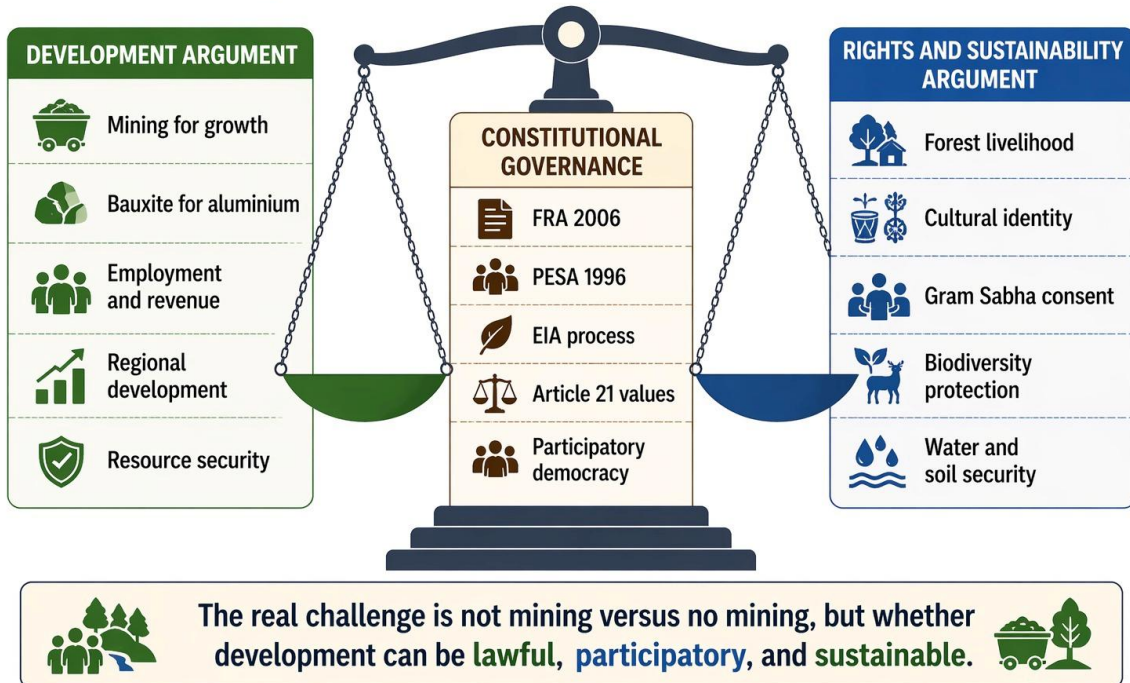 DEVELOPMENT ARGUMENT
Mining for growth
Bauxite for aluminium
Employment
and revenue
Regional
development
Resource security
CONSTITUTIONAL
GOVERNANCE
FRA 2006
PESA 1996
EIA process
Article 21 values
Participatory
democracy
RIGHTS AND SUSTAINABILITY
ARGUMENT
Forest livelihood
Cultural identity
Gram Sabha consent
Biodiversity
protection
Water and
soil security
The real challenge is not mining versus no mining, but whether
development can be lawful, participatory, and sustainable.